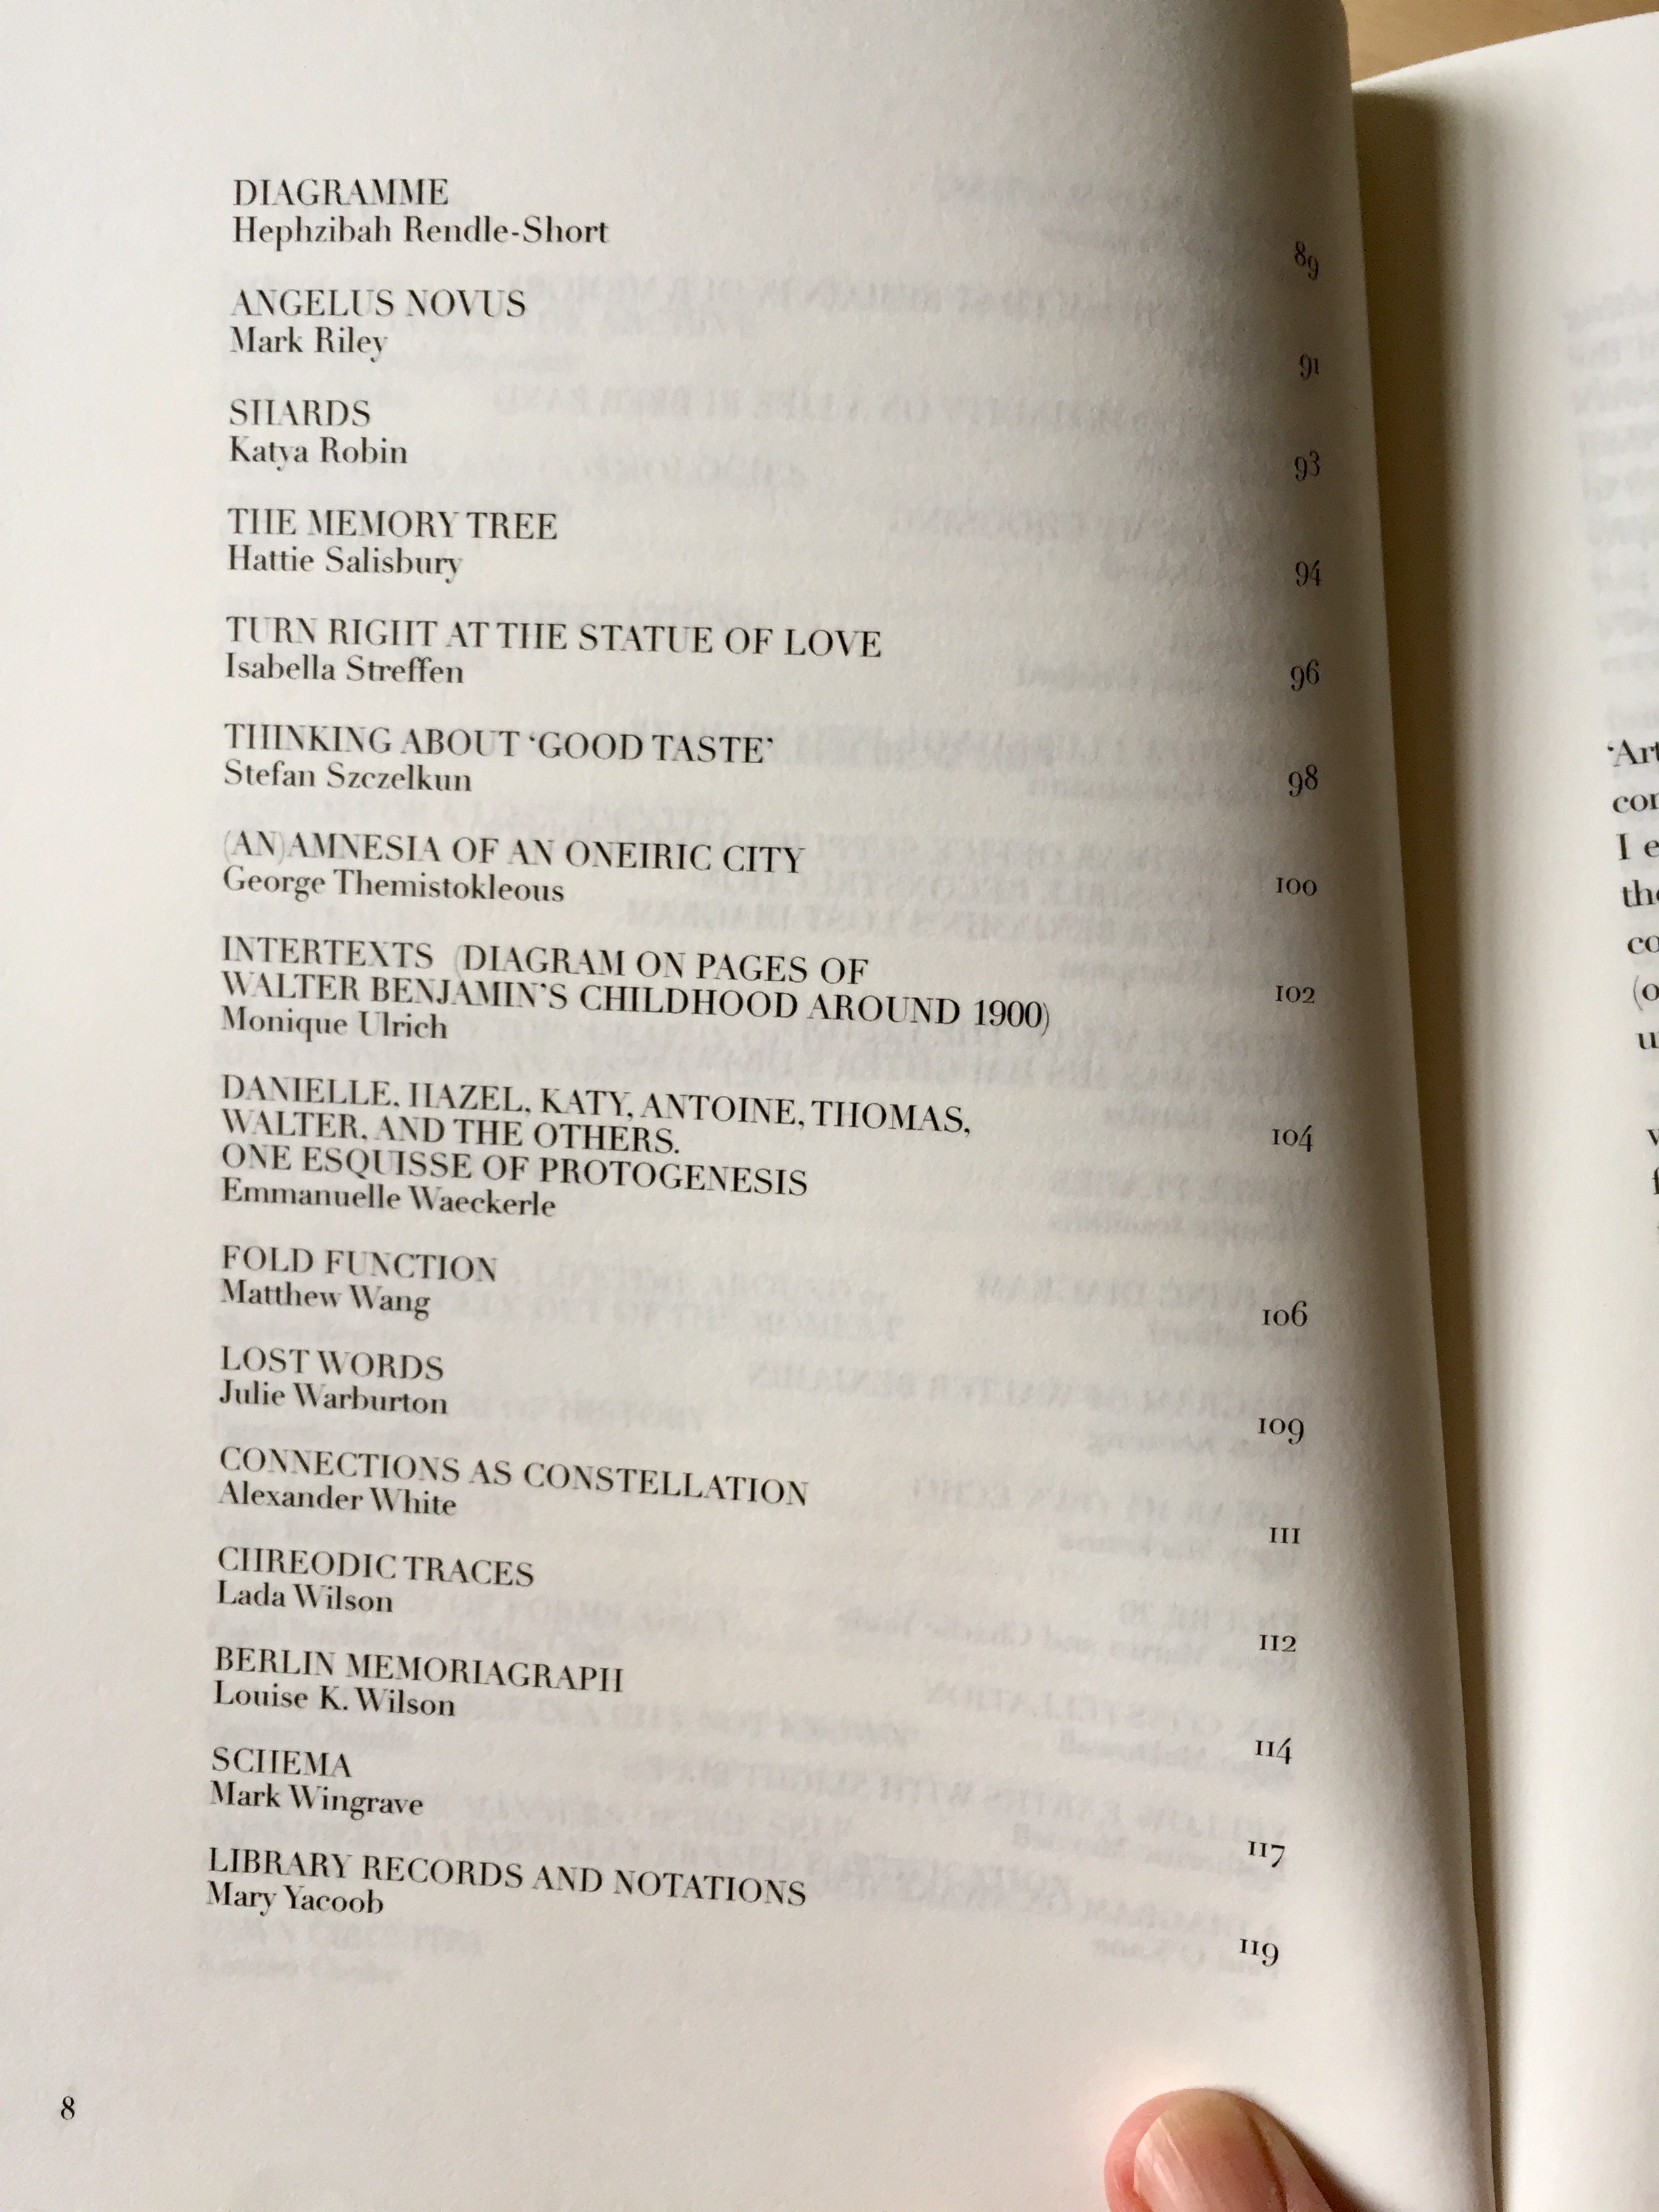 DIAGRAMME
Hephzibah Rendle-Short
89
ANGELUS NOVUS
Mark Riley
91
SHARDS
Katya Robin
93
THE MEMORY TREE
Hattie Salisbury
94
TURN RIGHT AT THE STATUE OF LOVE
Isabella Streffen
96
THINKING ABOUT ‘GOOD TASTE’
Stefan Szczelkun
98
(AN)AMNESIA OF AN ONEIRIC CITY
George Themistokleous
100
INTERTEXTS (DIAGRAM ON PAGES OF
WALTER BENJAMIN’S CHILDHOOD AROUND 1900)
Monique Ulrich
102
DANIELLE, HAZEL, KATY, ANTOINE, THOMAS,
WALTER, AND THE OTHERS.
ONE ESQUISSE OF PROTOGENESIS
Emmanuelle Waeckerle
104
FOLD FUNCTION
Matthew Wang
106
LOST WORDS
Julie Warburton
109
CONNECTIONS AS CONSTELLATION
Alexander White
111
CHREODIC TRACES
Lada Wilson
112
BERLIN MEMORIAGRAPH
Louise K. Wilson
114
SCHEMA
Mark Wingrave
117
LIBRARY RECORDS AND NOTATIONS
Mary Yacoob
119
8